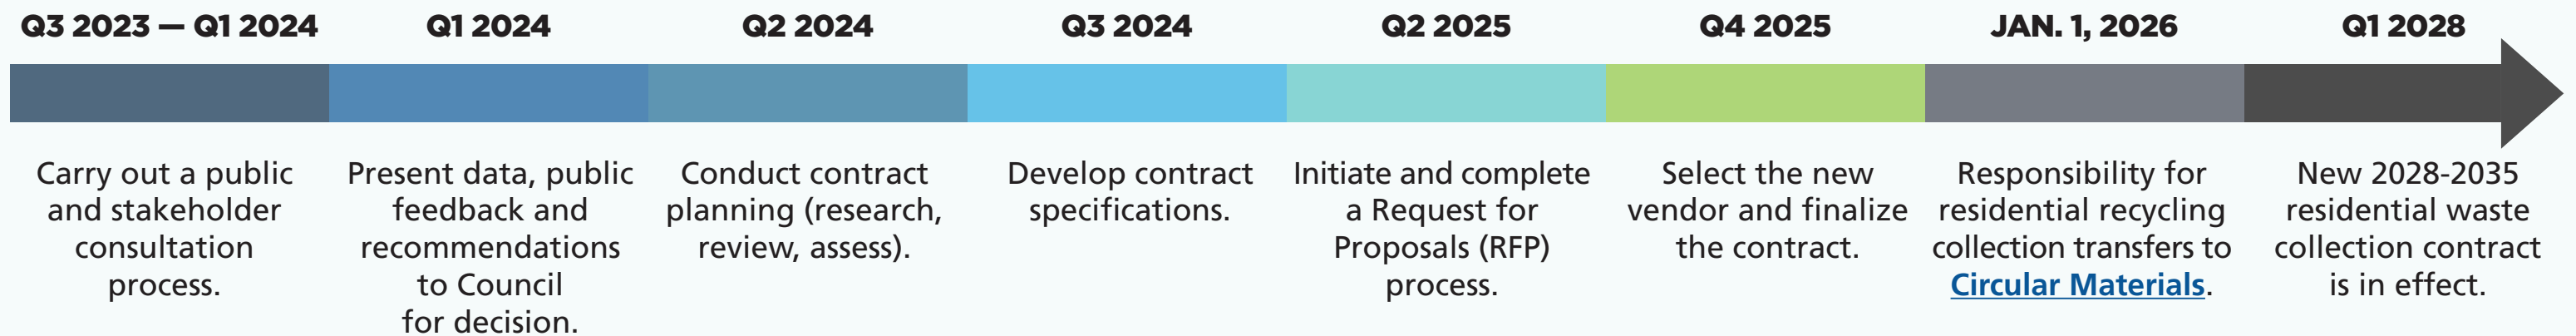 Q3 2023 — Q1 2024
Carry out a public
and stakeholder
consultation
process.
Q1 2024
Present data, public
feedback and
recommendations
to Council
for decision.
Q2 2024
Conduct contract
planning (research,
review, assess).
Q3 2024
Develop contract
specifications.
Q2 2025
Initiate and complete
a Request for
Proposals (RFP)
process.
Q4 2025
Select the new
vendor and finalize
the contract.
JAN. 1, 2026
Responsibility for
residential recycling
collection transfers to
Circular Materials.
Q1 2028
New 2028-2035
residential waste
collection contract
is in effect.